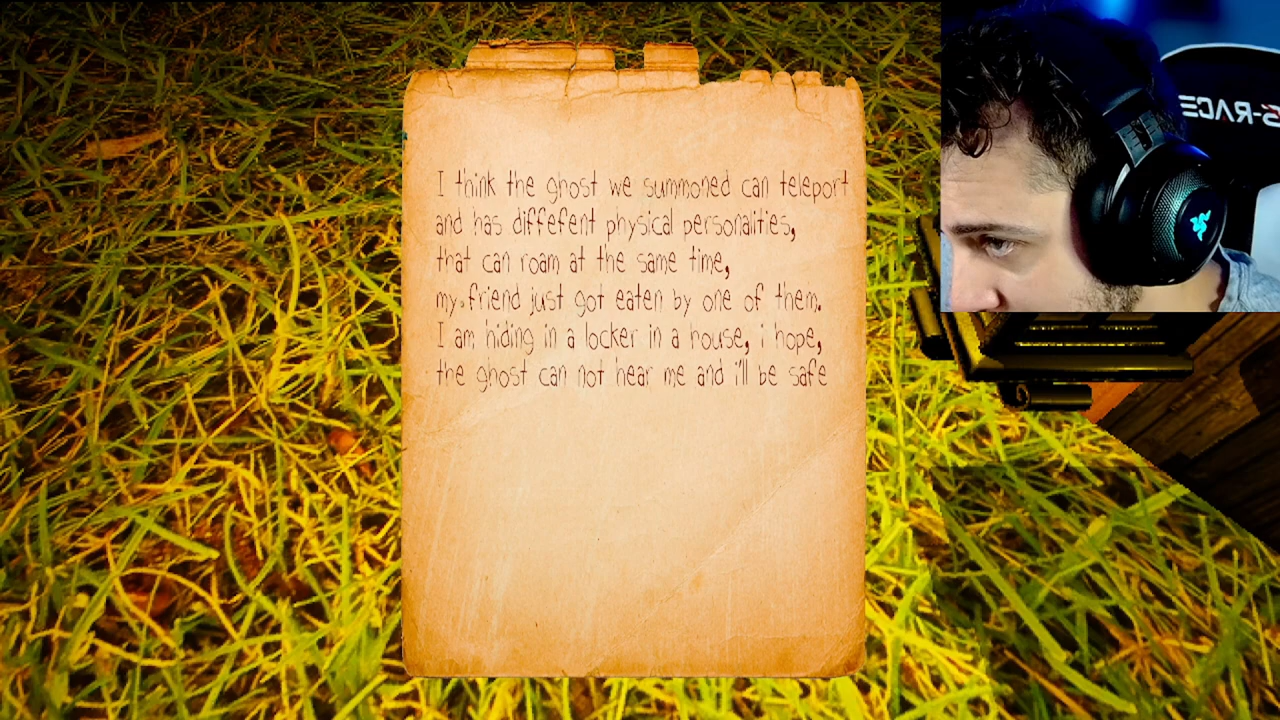 I think the ghost we summoned can teleport
and has diffefent physical personalities,
that can roam at the same time,
my friend just got eaten by one of them.
I am hiding in a locker in a house, i hope,
the ghost can not hear me and i'll be safe